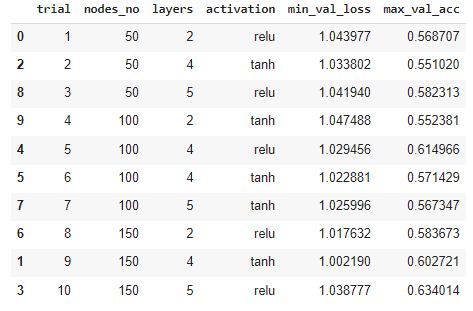 trial nodes_no layers activation min_val_loss max_val_acc
0 1 50 2 relu 1.043977 0.568707
2 2 50 4 tanh 1.033802 0.551020
8 3 50 5 relu 1.041940 0.582313
9 4 100 2 tanh 1.047488 0.552381
4 5 100 4 relu 1.029456 0.614966
5 6 100 4 tanh 1.022881 0.571429
7 7 100 5 tanh 1.025996 0.567347
6 8 150 2 relu 1.017632 0.583673
1 9 150 4 tanh 1.002190 0.602721
3 10 150 5 relu 1.038777 0.634014